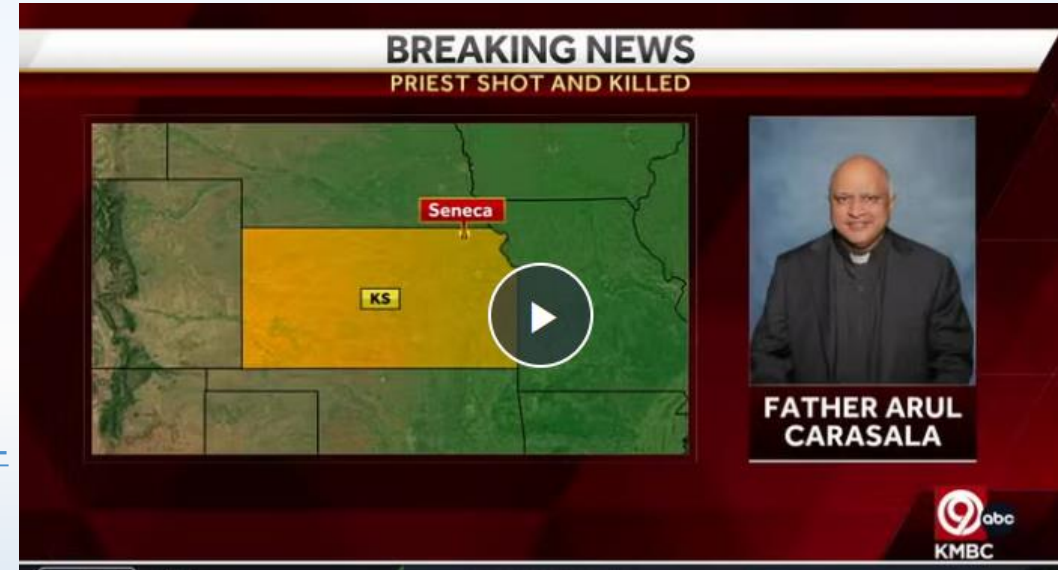 BREAKING NEWS
PRIEST SHOT AND KILLED
Seneca
KS
FATHER ARUL
CARASALA
9 abc
KMBC